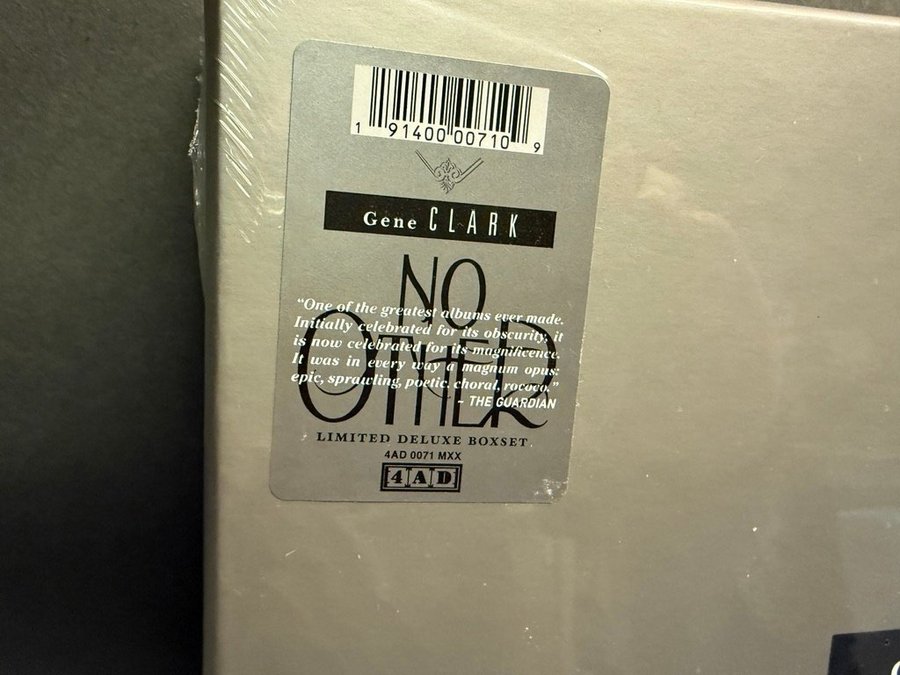 1 91400 00710 9
Gene CLARK
NO
OTHER
“One of the greatest albums ever made.
Initially celebrated for its obscurity, it
is now celebrated for its magnificence.
It was in every way a magnum opus:
epic, sprawling, poetic, choral, rococo.”
– THE GUARDIAN
LIMITED DELUXE BOXSET.
4AD 0071 MXX
4AD